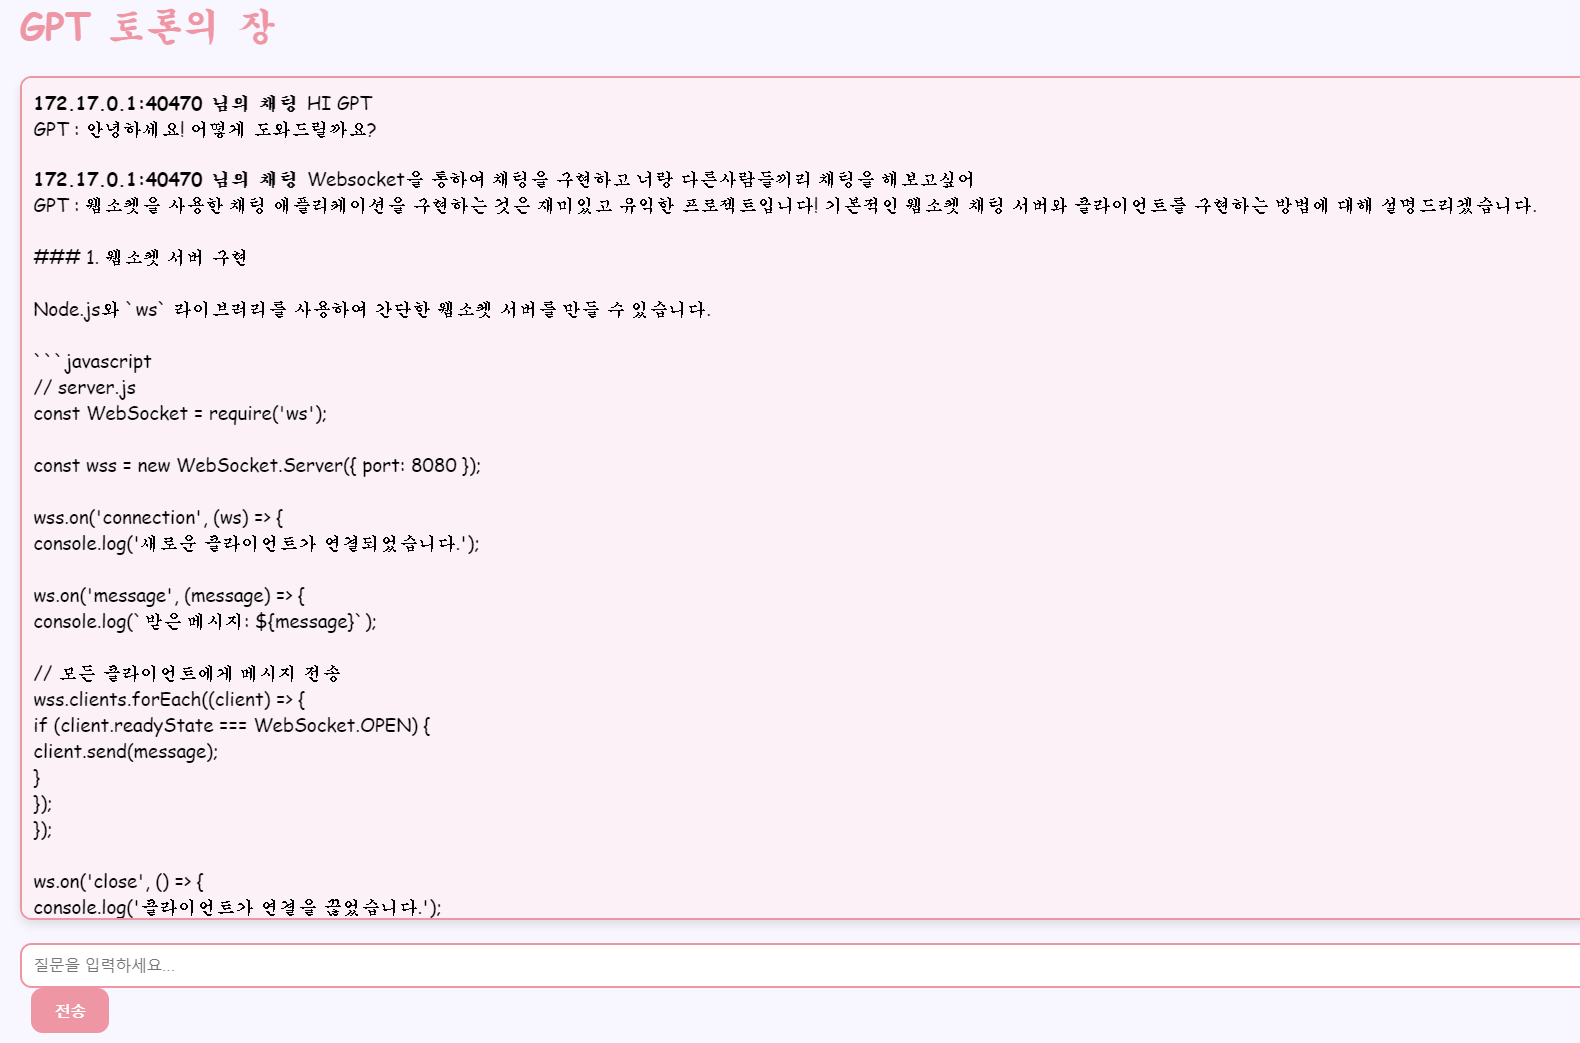 GPT 토론의 장
172.17.0.1:40470 님의 채팅 HI GPT
GPT : 안녕하세요! 어떻게 도와드릴까요?
172.17.0.1:40470 님의 채팅 Websocket을 통하여 채팅을 구현하고 너랑 다른사람들끼리 채팅을 해보고싶어
GPT : 웹소켓을 사용한 채팅 애플리케이션을 구현하는 것은 재미있고 유익한 프로젝트입니다! 기본적인 웹소켓 채팅 서버와 클라이언트를 구현하는 방법에 대해 설명드리겠습니다.
### 1. 웹소켓 서버 구현
Node.js와 `ws` 라이브러리를 사용하여 간단한 웹소켓 서버를 만들 수 있습니다.
```javascript
// server.js
const WebSocket = require('ws');
const wss = new WebSocket.Server({ port: 8080 });
wss.on('connection', (ws) => {
console.log('새로운 클라이언트가 연결되었습니다.');
ws.on('message', (message) => {
console.log(`받은 메시지: ${message}`);
// 모든 클라이언트에게 메시지 전송
wss.clients.forEach((client) => {
if (client.readyState === WebSocket.OPEN) {
client.send(message);
}
});
});
ws.on('close', () => {
console.log('클라이언트가 연결을 끊었습니다.');
질문을 입력하세요...
전송